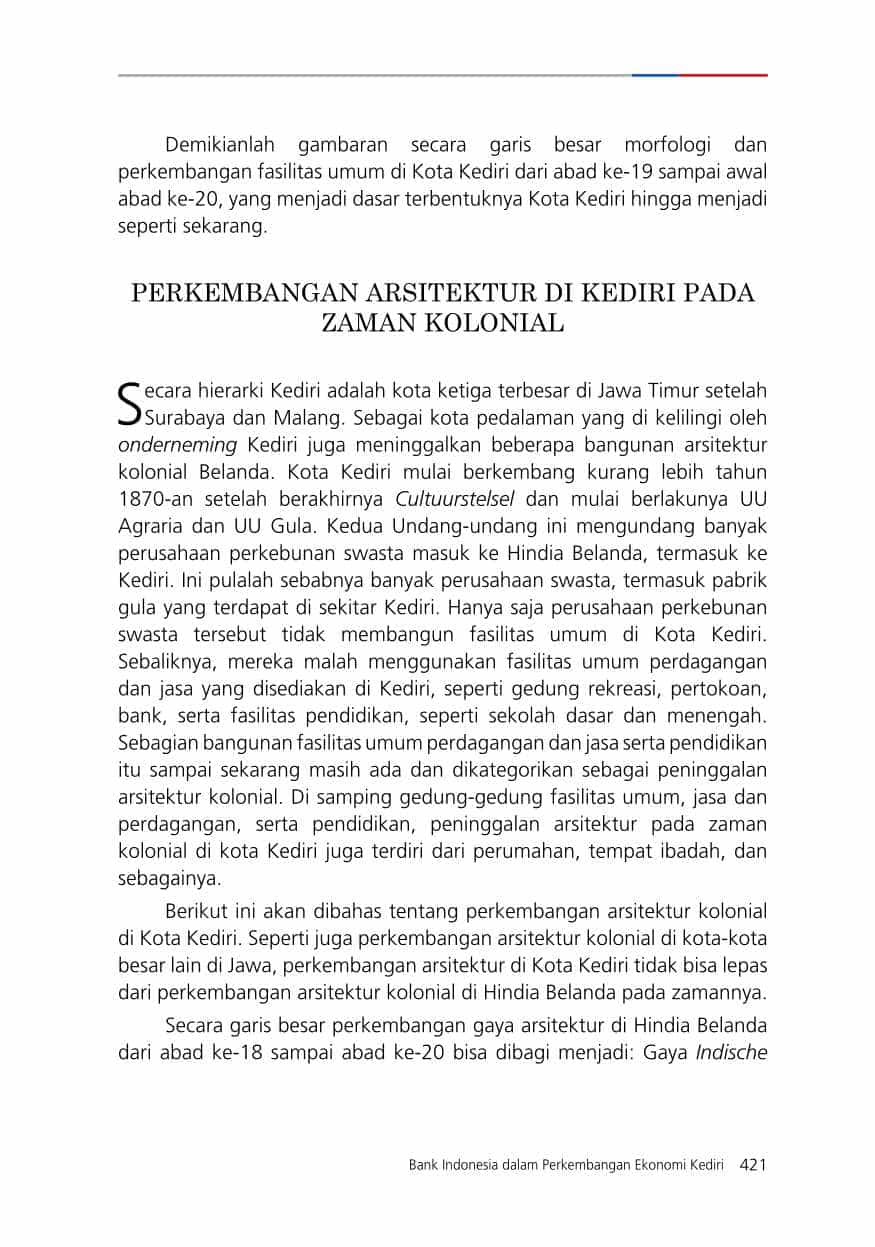 Demikianlah gambaran secara garis besar morfologi dan
perkembangan fasilitas umum di Kota Kediri dari abad ke-19 sampai awal
abad ke-20, yang menjadi dasar terbentuknya Kota Kediri hingga menjadi
seperti sekarang.
PERKEMBANGAN ARSITEKTUR DI KEDIRI PADA
ZAMAN KOLONIAL
Secara hierarki Kediri adalah kota ketiga terbesar di Jawa Timur setelah
Surabaya dan Malang. Sebagai kota pedalaman yang di kelilingi oleh
onderneming Kediri juga meninggalkan beberapa bangunan arsitektur
kolonial Belanda. Kota Kediri mulai berkembang kurang lebih tahun
1870-an setelah berakhirnya Cultuurstelsel dan mulai berlakunya UU
Agraria dan UU Gula. Kedua Undang-undang ini mengundang banyak
perusahaan perkebunan swasta masuk ke Hindia Belanda, termasuk ke
Kediri. Ini pulalah sebabnya banyak perusahaan swasta, termasuk pabrik
gula yang terdapat di sekitar Kediri. Hanya saja perusahaan perkebunan
swasta tersebut tidak membangun fasilitas umum di Kota Kediri.
Sebaliknya, mereka malah menggunakan fasilitas umum perdagangan
dan jasa yang disediakan di Kediri, seperti gedung rekreasi, pertokoan,
bank, serta fasilitas pendidikan, seperti sekolah dasar dan menengah.
Sebagian bangunan fasilitas umum perdagangan dan jasa serta pendidikan
itu sampai sekarang masih ada dan dikategorikan sebagai peninggalan
arsitektur kolonial. Di samping gedung-gedung fasilitas umum, jasa dan
perdagangan, serta pendidikan, peninggalan arsitektur pada zaman
kolonial di kota Kediri juga terdiri dari perumahan, tempat ibadah, dan
sebagainya.
Berikut ini akan dibahas tentang perkembangan arsitektur kolonial
di Kota Kediri. Seperti juga perkembangan arsitektur kolonial di kota-kota
besar lain di Jawa, perkembangan arsitektur di Kota Kediri tidak bisa lepas
dari perkembangan arsitektur kolonial di Hindia Belanda pada zamannya.
Secara garis besar perkembangan gaya arsitektur di Hindia Belanda
dari abad ke-18 sampai abad ke-20 bisa dibagi menjadi: Gaya Indische
Bank Indonesia dalam Perkembangan Ekonomi Kediri 421